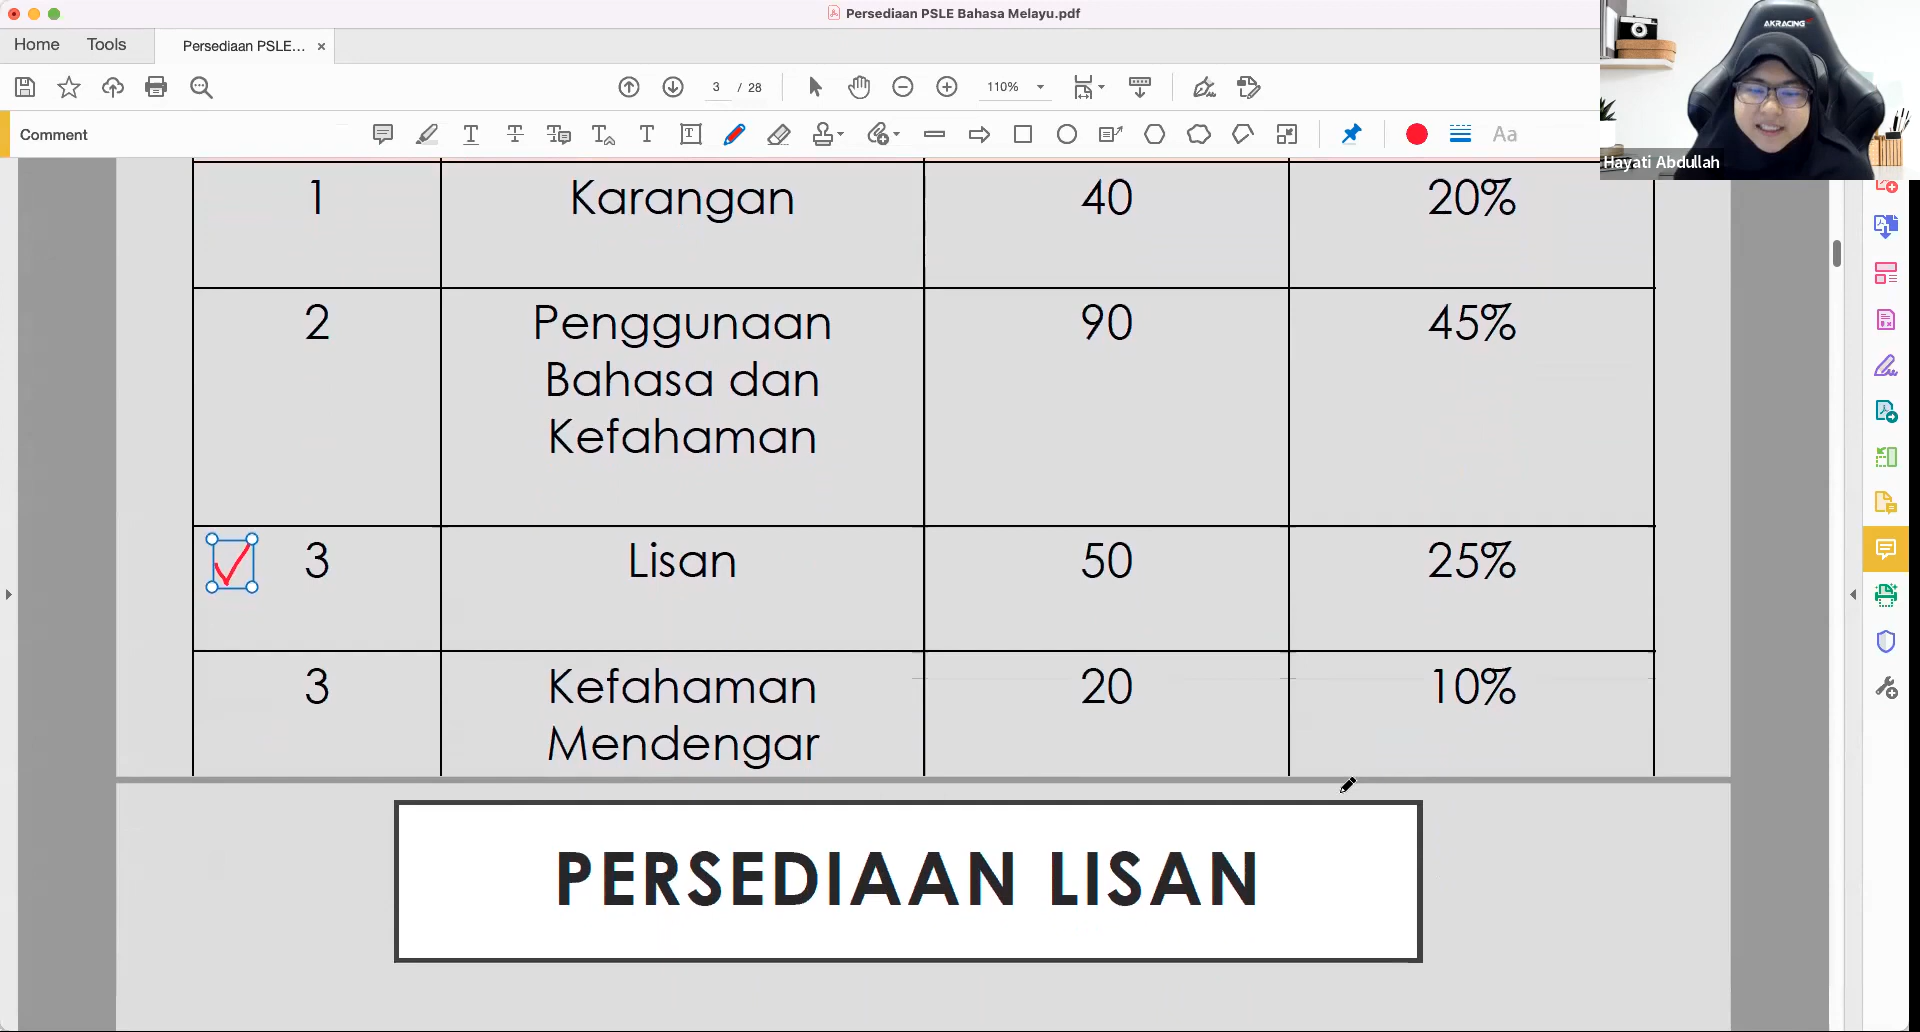 Persediaan PSLE Bahasa Melayu.pdf
Home Tools Persediaan PSLE... ×
3 / 28 110%
Comment
Aa
AKRACING
Hayati Abdullah
1 Karangan 40 20%
2 Penggunaan 90 45%
Bahasa dan
Kefahaman
3 Lisan 50 25%
3 Kefahaman 20 10%
Mendengar
PERSEDIAAN LISAN